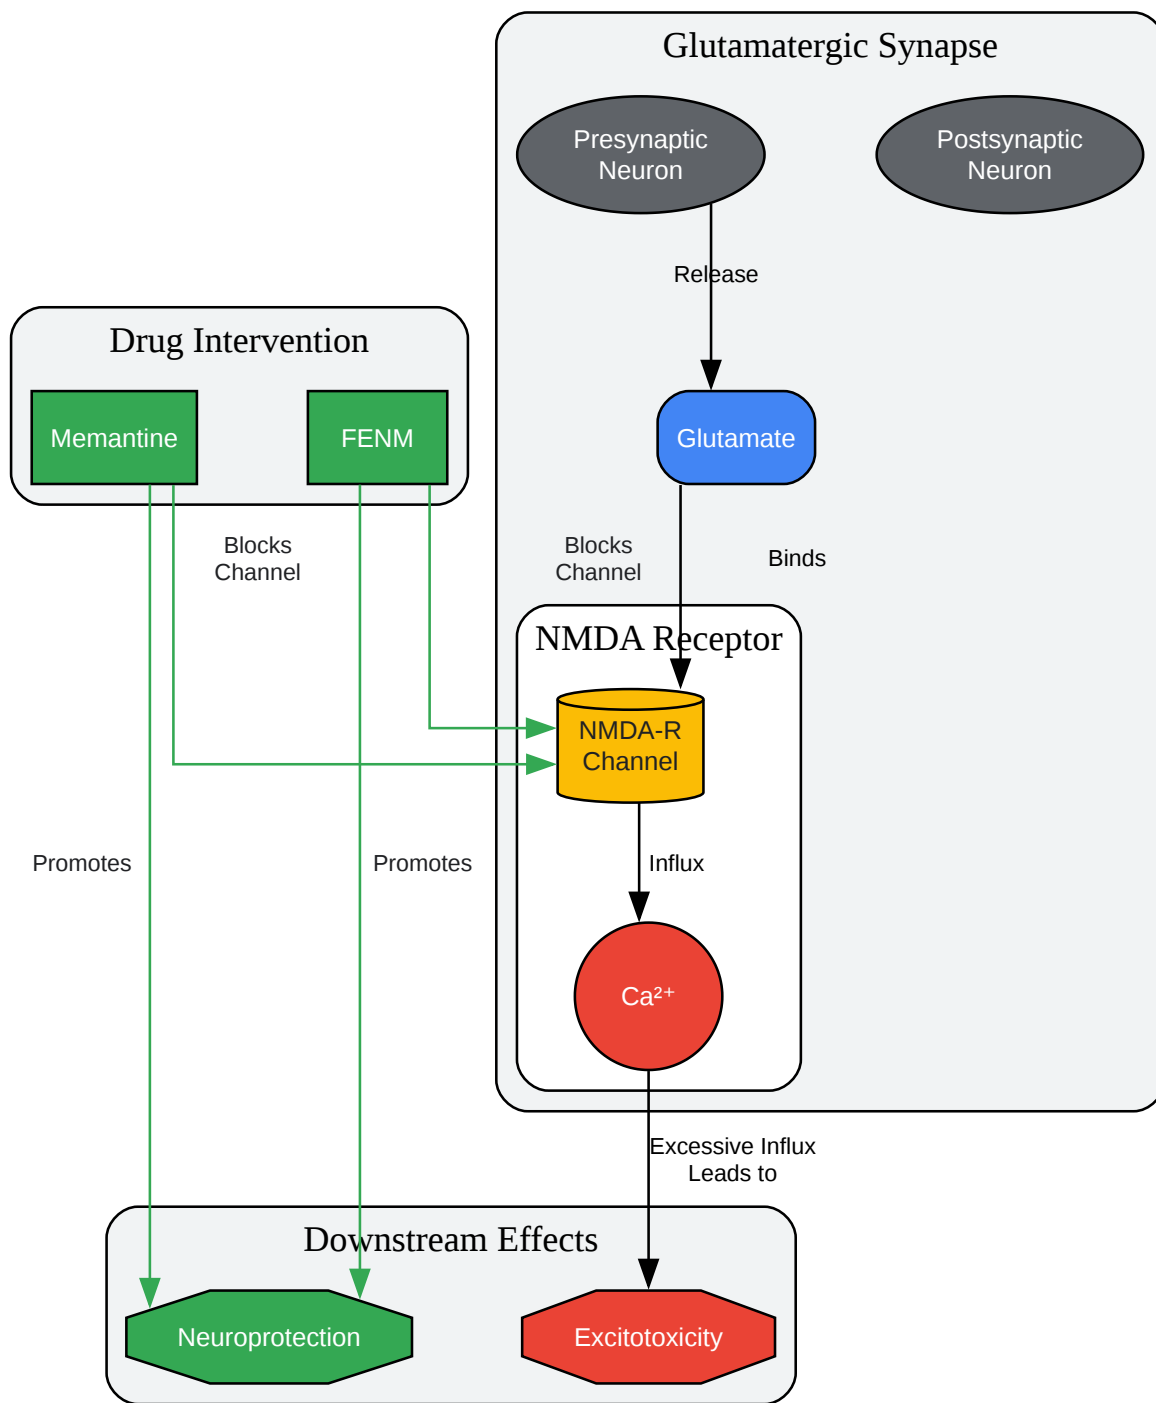 Glutamatergic Synapse
Presynaptic
Neuron
Postsynaptic
Neuron
Release
Drug Intervention
Memantine
FENM
Glutamate
Blocks
Channel
Blocks
Channel
Binds
NMDA Receptor
NMDA-R
Channel
Promotes
Promotes
Influx
Ca²⁺
Excessive Influx
Leads to
Downstream Effects
Neuroprotection
Excitotoxicity